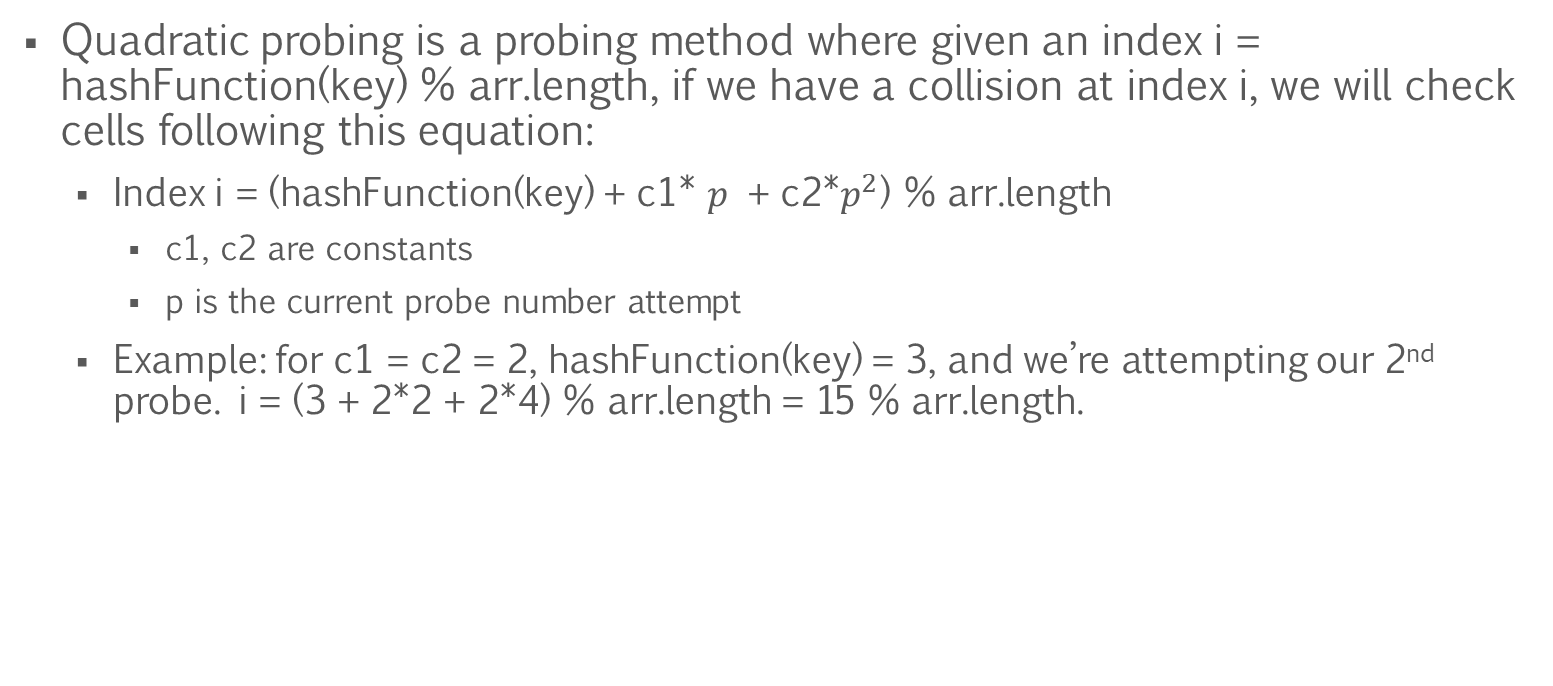 ▪ Quadratic probing is a probing method where given an index i =
hashFunction(key) % arr.length, if we have a collision at index i, we will check
cells following this equation:
▪ Index i = (hashFunction(key) + c1* p + c2*p²) % arr.length
▪ c1, c2 are constants
▪ p is the current probe number attempt
▪ Example: for c1 = c2 = 2, hashFunction(key) = 3, and we’re attempting our 2nd
probe. i = (3 + 2*2 + 2*4) % arr.length = 15 % arr.length.